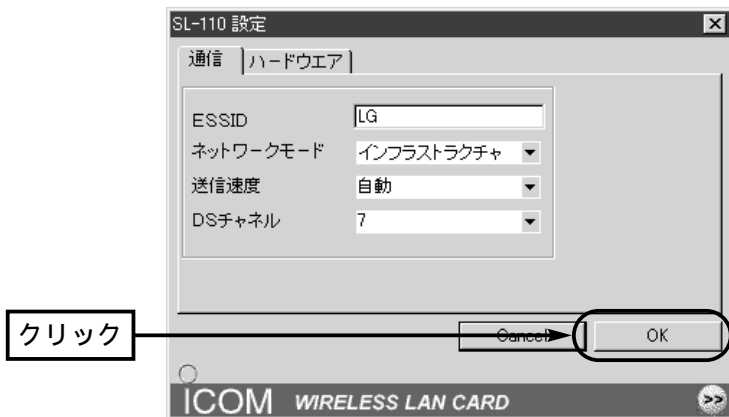 SL-110 設定
通信 ハードウエア
ESSID LG
ネットワークモード インフラストラクチャ
送信速度 自動
DSチャネル 7
クリック
Cancel OK
ICOM WIRELESS LAN CARD